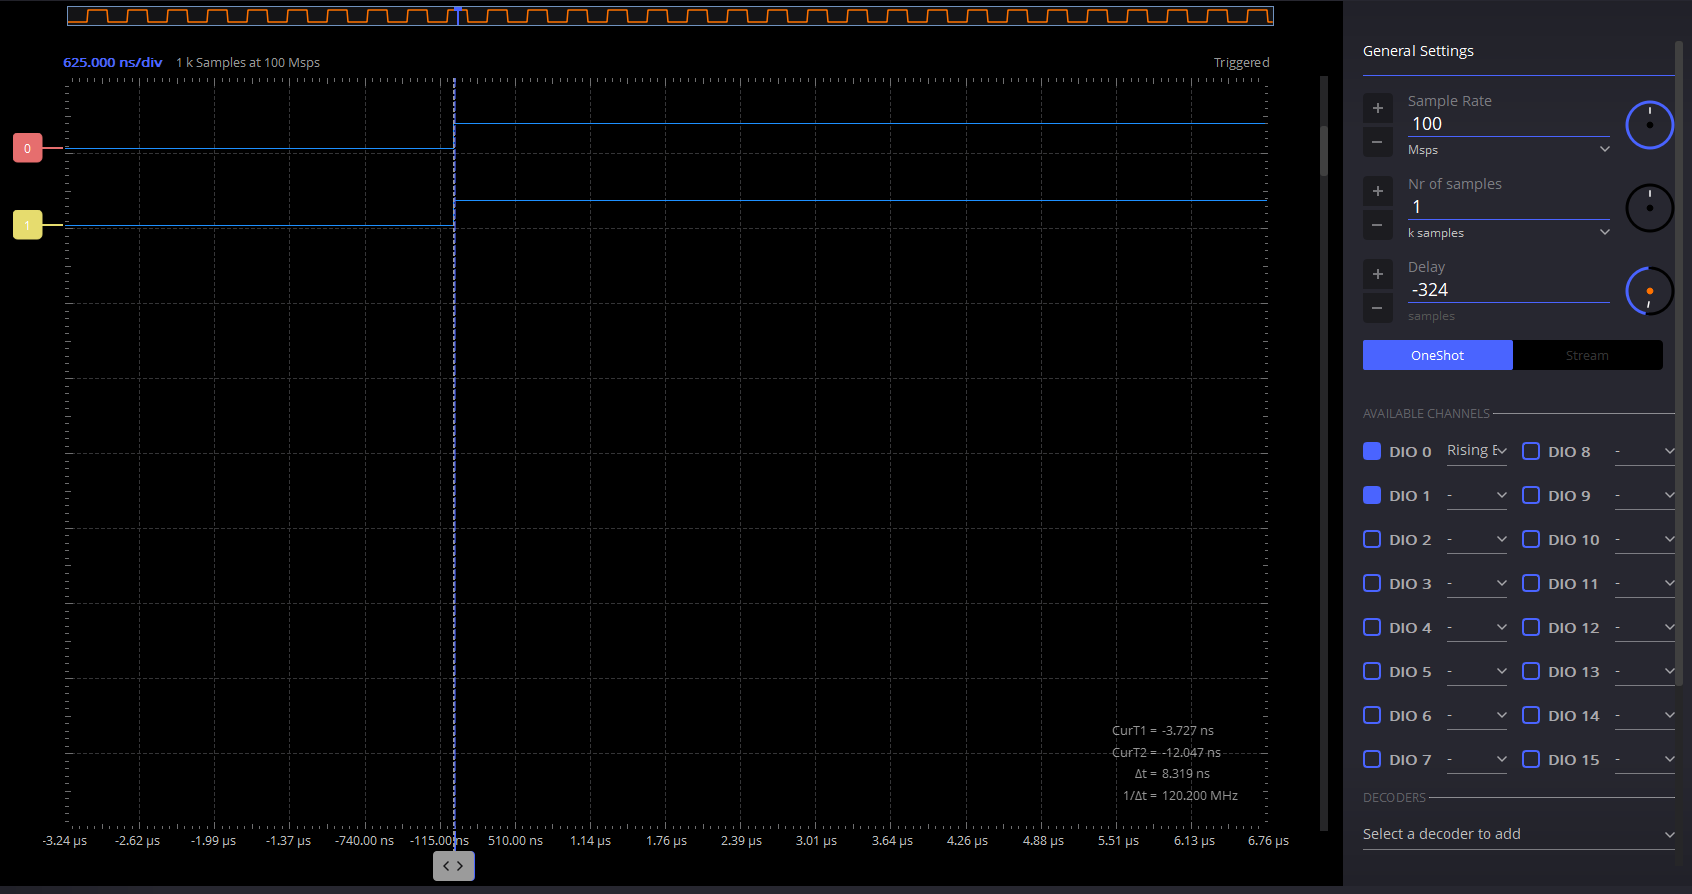 625.000 ns/div 1 k Samples at 100 Msps
Triggered
0
1
CurT1 = -3.727 ns
CurT2 = -12.047 ns
Δt = 8.319 ns
1/Δt = 120.200 MHz
-3.24 µs -2.62 µs -1.99 µs -1.37 µs -740.00 ns -115.00 ns 510.00 ns 1.14 µs 1.76 µs 2.39 µs 3.01 µs 3.64 µs 4.26 µs 4.88 µs 5.51 µs 6.13 µs 6.76 µs
General Settings
Sample Rate
+ 100
- Msps
Nr of samples
+ 1
- k samples
Delay
+ -324
- samples
OneShot Stream
AVAILABLE CHANNELS
DIO 0 Rising E DIO 8 -
DIO 1 - DIO 9 -
DIO 2 - DIO 10 -
DIO 3 - DIO 11 -
DIO 4 - DIO 12 -
DIO 5 - DIO 13 -
DIO 6 - DIO 14 -
DIO 7 - DIO 15 -
DECODERS
Select a decoder to add